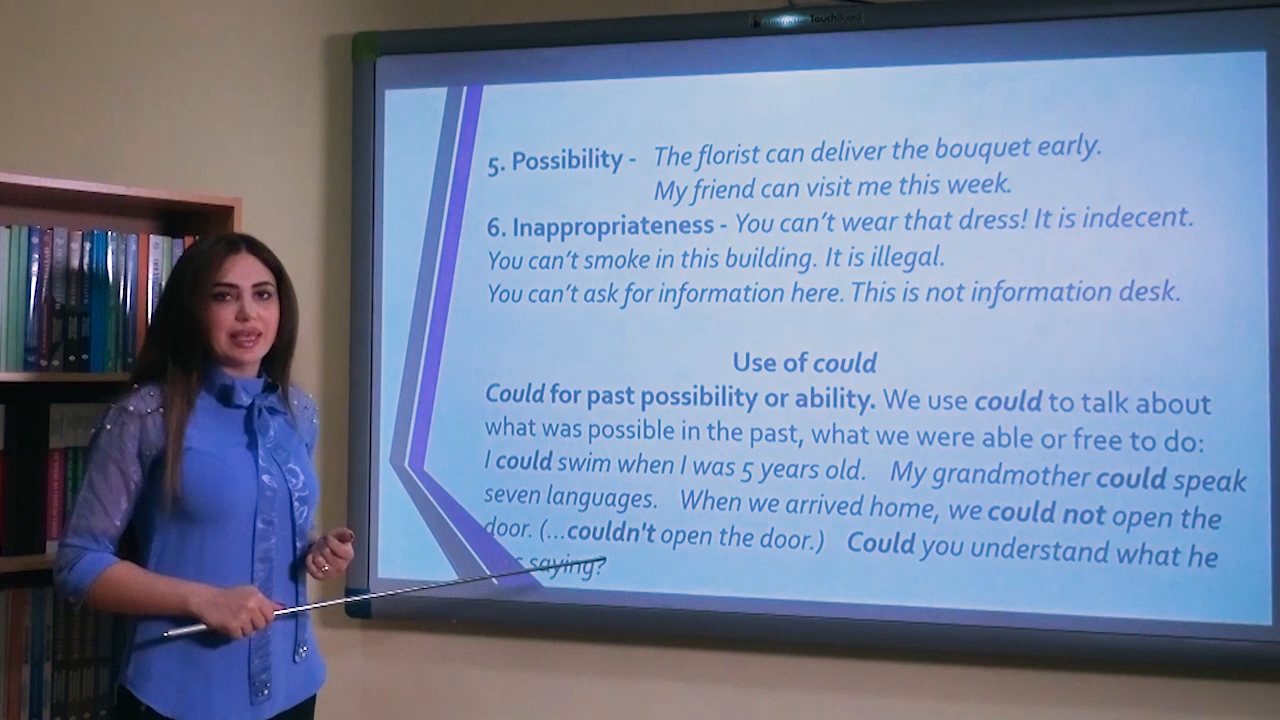 TouchBoard
5. Possibility - The florist can deliver the bouquet early.
My friend can visit me this week.
6. Inappropriateness - You can't wear that dress! It is indecent.
You can't smoke in this building. It is illegal.
You can't ask for information here. This is not information desk.
Use of could
Could for past possibility or ability. We use could to talk about
what was possible in the past, what we were able or free to do:
I could swim when I was 5 years old. My grandmother could speak
seven languages. When we arrived home, we could not open the
door. (...couldn't open the door.) Could you understand what he
saying?